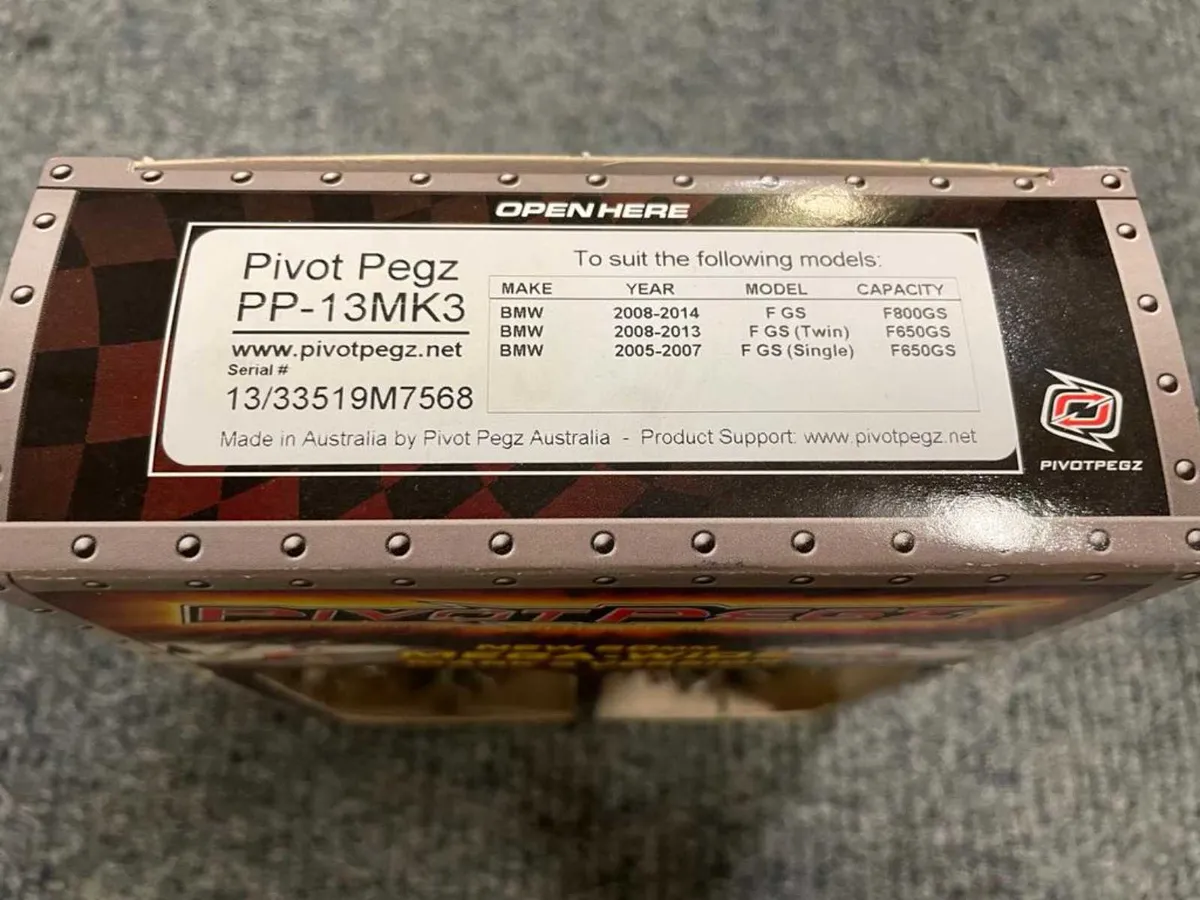 OPEN HERE
Pivot Pegz
PP-13MK3
www.pivotpegz.net
Serial #
13/33519M7568
To suit the following models:
MAKE YEAR MODEL CAPACITY
BMW 2008-2014 F GS F800GS
BMW 2008-2013 F GS (Twin) F650GS
BMW 2005-2007 F GS (Single) F650GS
Made in Australia by Pivot Pegz Australia - Product Support: www.pivotpegz.net
PIVOTPEGZ
PIVOT PEGZ